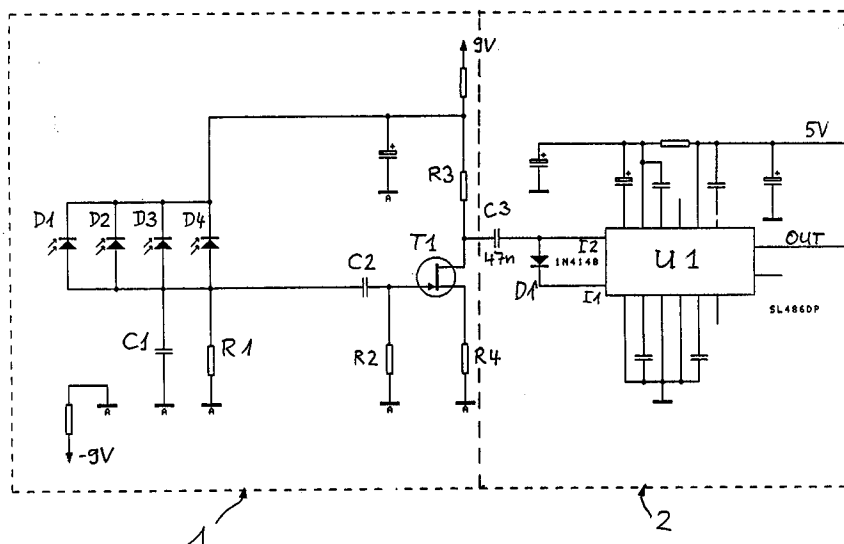 9V
5V
R3
C3
D1 D2 D3 D4
T1
I2
47n
1N4148
U1
OUT
C2
D1
I1
SL486DP
C1
R1
R2
R4
A A A A A A
-9V
1
2